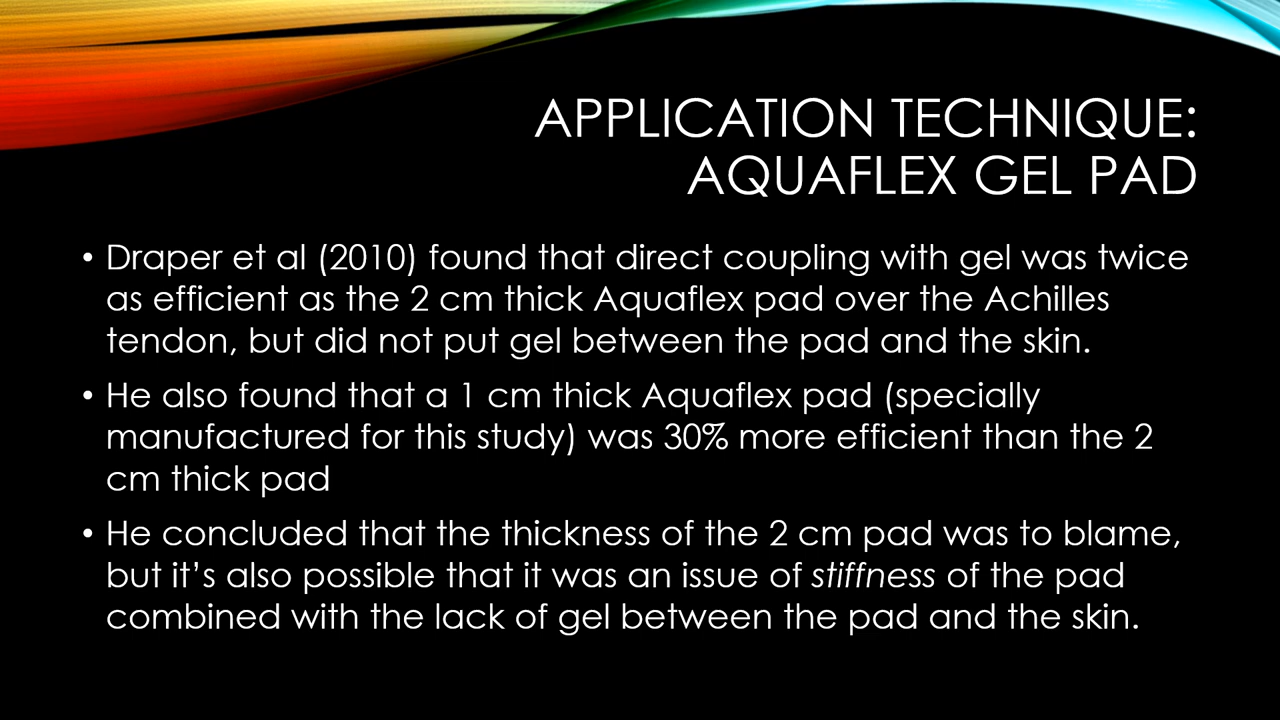 APPLICATION TECHNIQUE:
AQUAFLEX GEL PAD
• Draper et al (2010) found that direct coupling with gel was twice
as efficient as the 2 cm thick Aquaflex pad over the Achilles
tendon, but did not put gel between the pad and the skin.
• He also found that a 1 cm thick Aquaflex pad (specially
manufactured for this study) was 30% more efficient than the 2
cm thick pad
• He concluded that the thickness of the 2 cm pad was to blame,
but it’s also possible that it was an issue of stiffness of the pad
combined with the lack of gel between the pad and the skin.